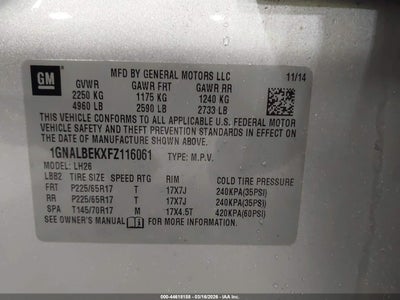 GM
MFD BY GENERAL MOTORS LLC
11/14
GVWR GAWR FRT GAWR RR
2250 KG 1175 KG 1240 KG
4960 LB 2590 LB 2733 LB
THIS VEHICLE CONFORMS TO ALL APPLICABLE U.S. FEDERAL MOTOR
VEHICLE SAFETY AND THEFT PREVENTION STANDARDS IN EFFECT ON
THE DATE OF MANUFACTURE SHOWN ABOVE.
1GNALBEKXFZ116061 TYPE: M.P.V.
MODEL: LH26
LBB2 TIRE SIZE SPEED RTG RIM COLD TIRE PRESSURE
FRT P225/65R17 T 17X7J 240KPA(35PSI)
RR P225/65R17 T 17X7J 240KPA(35PSI)
SPA T145/70R17 M 17X4.5T 420KPA(60PSI)
SEE OWNER'S MANUAL FOR MORE INFORMATION.
000-44618188 - 03/16/2026 - IAA Inc.